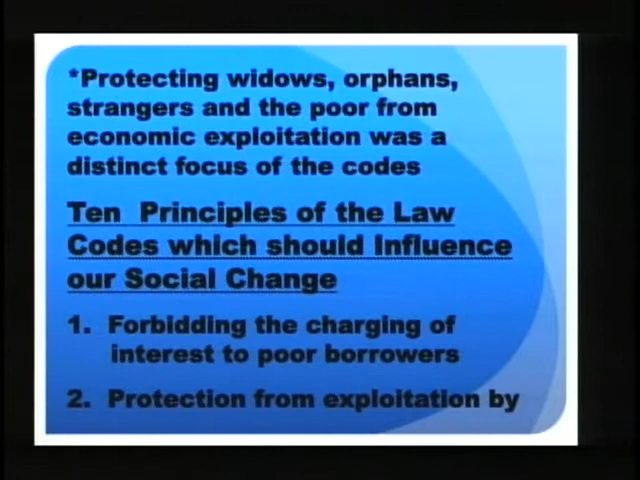 *Protecting widows, orphans,
strangers and the poor from
economic exploitation was a
distinct focus of the codes
Ten Principles of the Law
Codes which should Influence
our Social Change
1. Forbidding the charging of
interest to poor borrowers
2. Protection from exploitation by